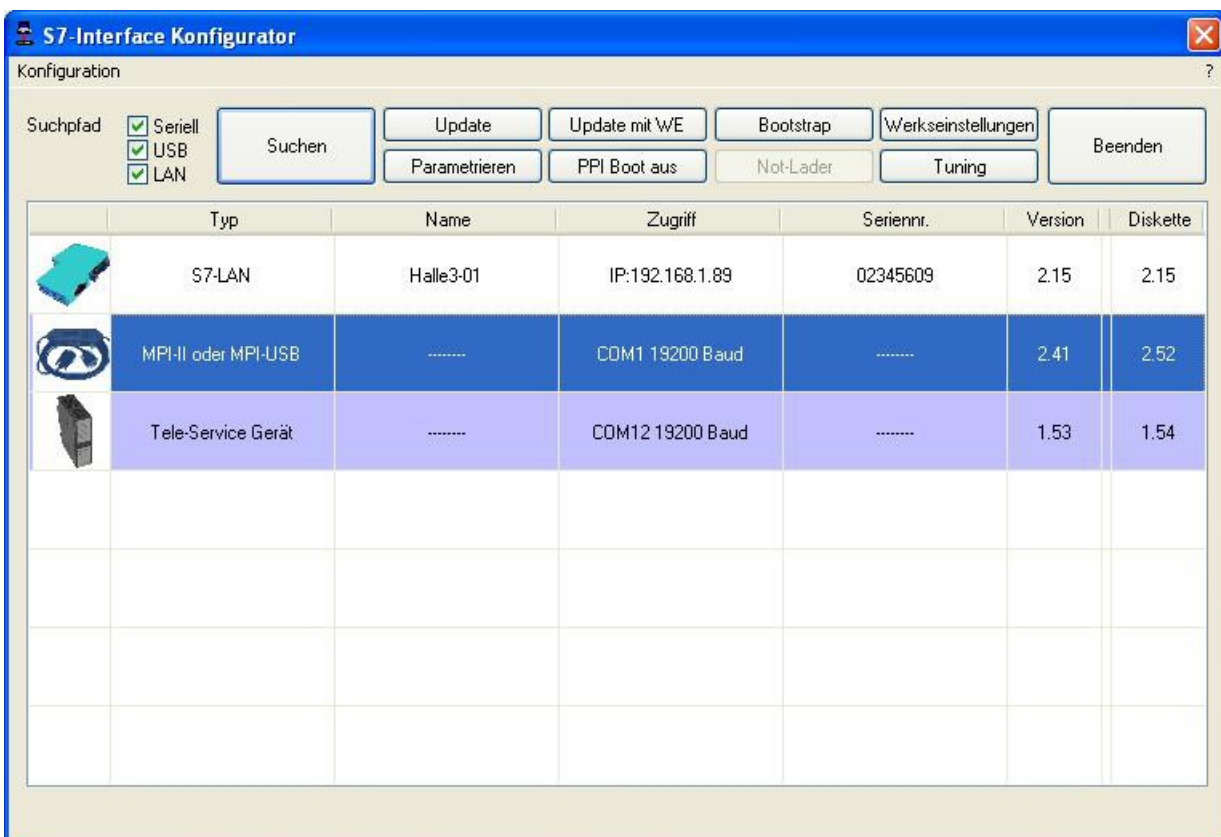 S7-Interface Konfigurator
Konfiguration ?
Suchpfad
Seriell
USB
LAN
Suchen
Update Update mit WE Bootstrap Werkseinstellungen
Parametrieren PPI Boot aus Not-Lader Tuning
Beenden
Typ Name Zugriff Seriennr. Version Diskette
S7-LAN Halle3-01 IP:192.168.1.89 02345609 2.15 2.15
MPI-II oder MPI-USB -------- COM1 19200 Baud -------- 2.41 2.52
Tele-Service Gerät -------- COM12 19200 Baud -------- 1.53 1.54